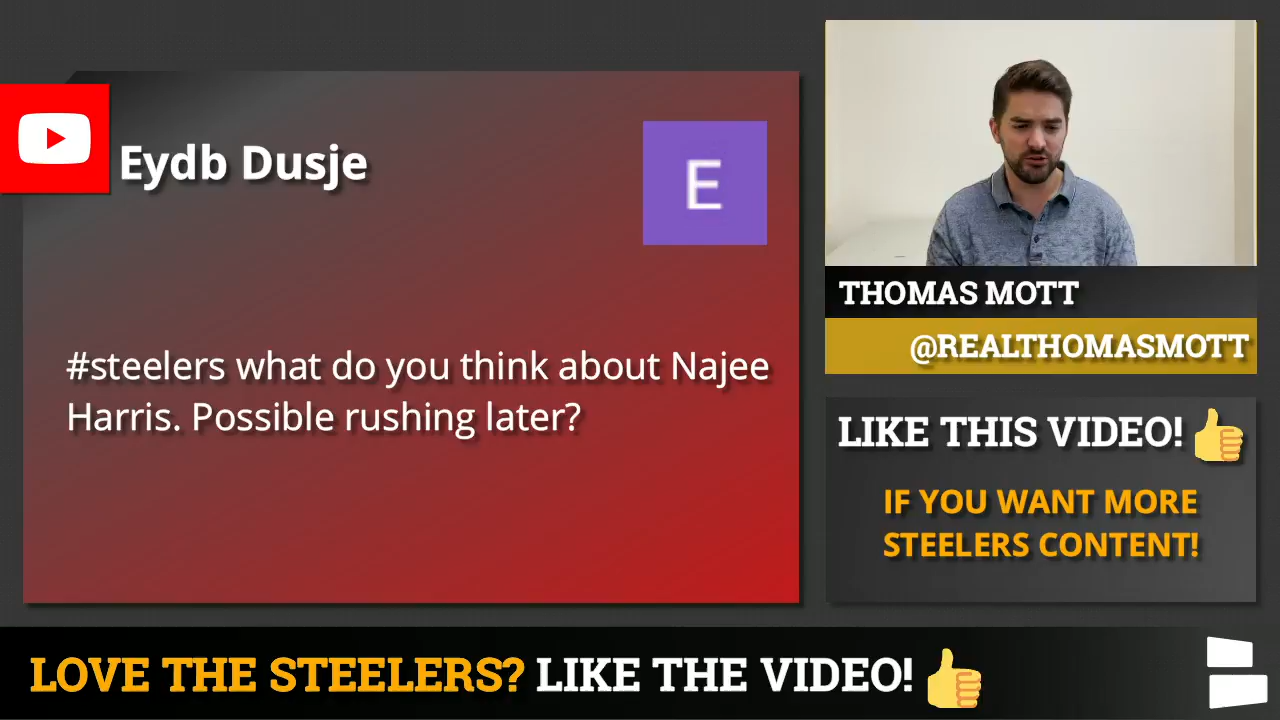 Eydb Dusje
E
#steelers what do you think about Najee
Harris. Possible rushing later?
THOMAS MOTT
@REALTHOMASMOTT
LIKE THIS VIDEO!
IF YOU WANT MORE
STEELERS CONTENT!
LOVE THE STEELERS? LIKE THE VIDEO!